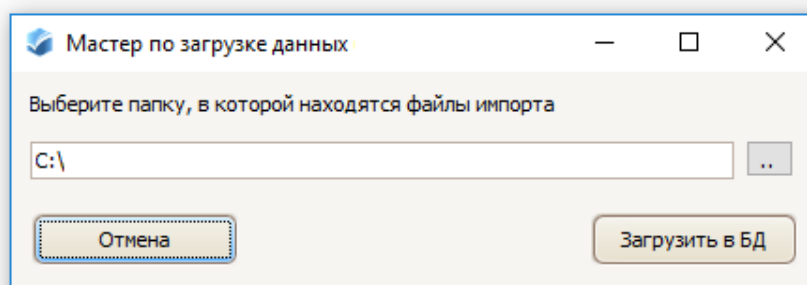 Мастер по загрузке данных
Выберите папку, в которой находятся файлы импорта
C:\
..
Отмена
Загрузить в БД